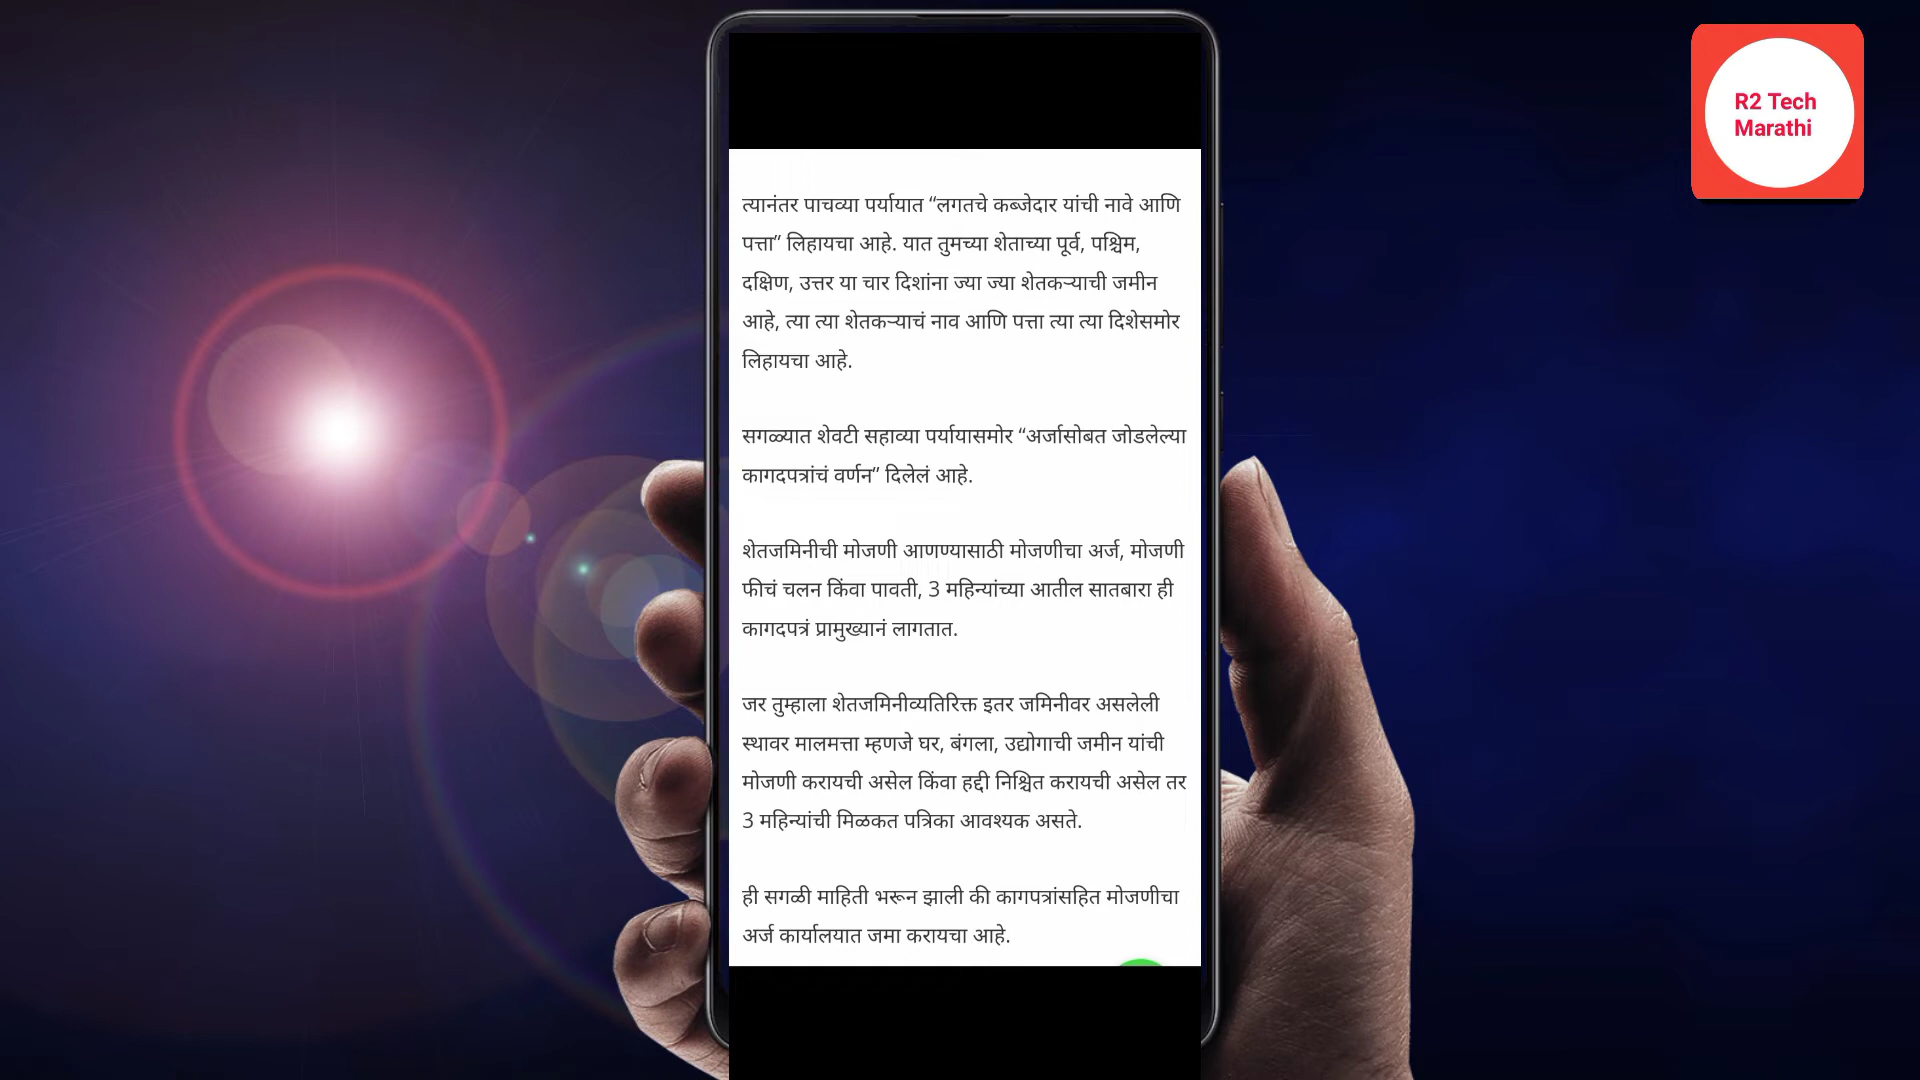 R2 Tech
Marathi
त्यानंतर पाचव्या पर्यायात “लगतचे कब्जेदार यांची नावे आणि
पत्ता” लिहायचा आहे. यात तुमच्या शेताच्या पूर्व, पश्चिम,
दक्षिण, उत्तर या चार दिशांना ज्या ज्या शेतकऱ्याची जमीन
आहे, त्या त्या शेतकऱ्याचं नाव आणि पत्ता त्या त्या दिशेसमोर
लिहायचा आहे.
सगळ्यात शेवटी सहाव्या पर्यायासमोर “अर्जासोबत जोडलेल्या
कागदपत्रांचं वर्णन” दिलेलं आहे.
शेतजमिनीची मोजणी आणण्यासाठी मोजणीचा अर्ज, मोजणी
फीचं चलन किंवा पावती, 3 महिन्यांच्या आतील सातबारा ही
कागदपत्रं प्रामुख्यानं लागतात.
जर तुम्हाला शेतजमिनीव्यतिरिक्त इतर जमिनीवर असलेली
स्थावर मालमत्ता म्हणजे घर, बंगला, उद्योगाची जमीन यांची
मोजणी करायची असेल किंवा हद्दी निश्चित करायची असेल तर
3 महिन्यांची मिळकत पत्रिका आवश्यक असते.
ही सगळी माहिती भरून झाली की कागपत्रांसहित मोजणीचा
अर्ज कार्यालयात जमा करायचा आहे.